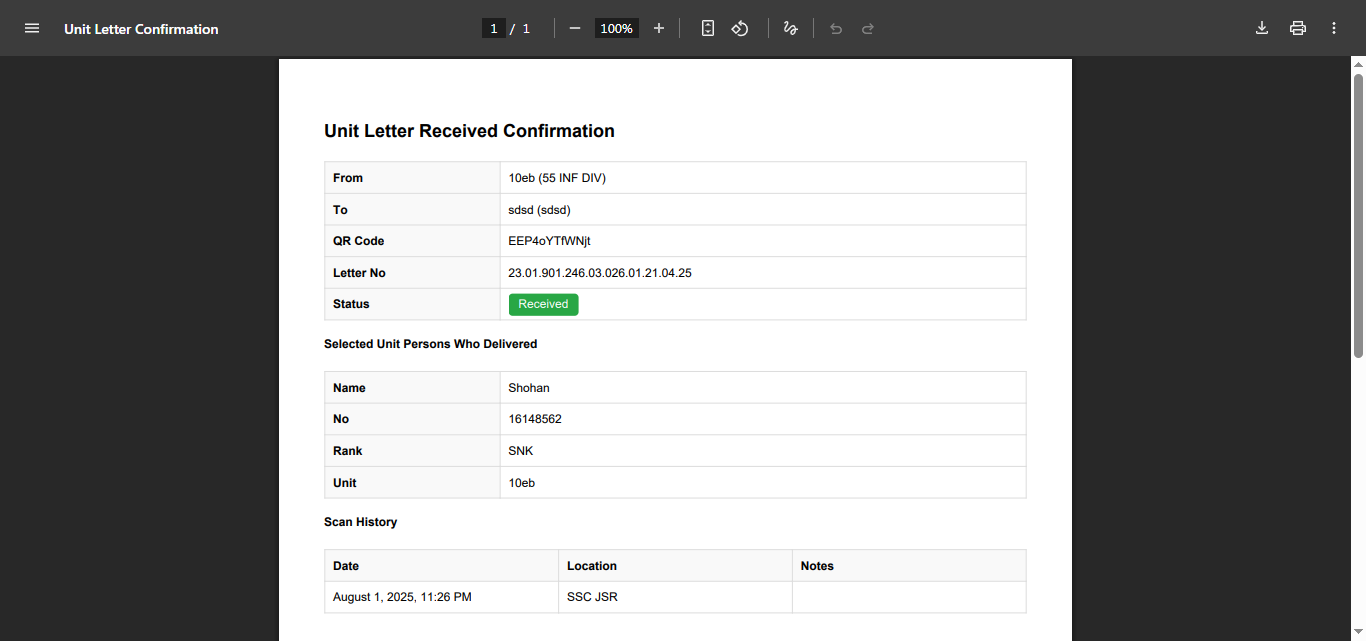 Unit Letter Confirmation
1 / 1
100%
Unit Letter Received Confirmation
From 10eb (55 INF DIV)
To sdsd (sdsd)
QR Code EEP4oYTfWNjt
Letter No 23.01.901.246.03.026.01.21.04.25
Status Received
Selected Unit Persons Who Delivered
Name Shohan
No 16148562
Rank SNK
Unit 10eb
Scan History
Date Location Notes
August 1, 2025, 11:26 PM SSC JSR